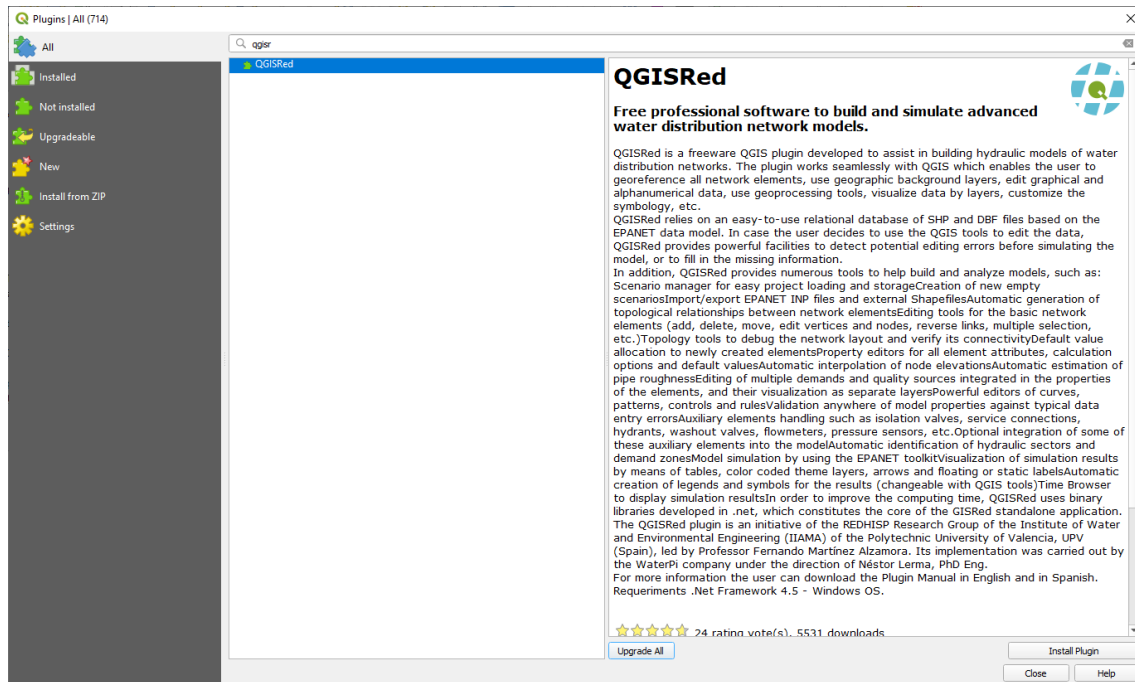 Plugins | All (714)
All
Installed
Not installed
Upgradeable
New
Install from ZIP
Settings
qgisr
QGISRed
QGISRed
Free professional software to build and simulate advanced
water distribution network models.
QGISRed is a freeware QGIS plugin developed to assist in building hydraulic models of water
distribution networks. The plugin works seamlessly with QGIS which enables the user to
georeference all network elements, use geographic background layers, edit graphical and
alphanumerical data, use geoprocessing tools, visualize data by layers, customize the
symbology, etc.
QGISRed relies on an easy-to-use relational database of SHP and DBF files based on the
EPANET data model. In case the user decides to use the QGIS tools to edit the data,
QGISRed provides powerful facilities to detect potential editing errors before simulating the
model, or to fill in the missing information.
In addition, QGISRed provides numerous tools to help build and analyze models, such as:
Scenario manager for easy project loading and storageCreation of new empty
scenariosImport/export EPANET INP files and external ShapefilesAutomatic generation of
topological relationships between network elementsEditing tools for the basic network
elements (add, delete, move, edit vertices and nodes, reverse links, multiple selection,
etc.)Topology tools to debug the network layout and verify its connectivityDefault value
allocation to newly created elementsProperty editors for all element attributes, calculation
options and default valuesAutomatic interpolation of node elevationsAutomatic estimation of
pipe roughnessEditing of multiple demands and quality sources integrated in the properties
of the elements, and their visualization as separate layersPowerful editors of curves,
patterns, controls and rulesValidation anywhere of model properties against typical data
entry errorsAuxiliary elements handling such as isolation valves, service connections,
hydrants, washout valves, flowmeters, pressure sensors, etc.Optional integration of some of
these auxiliary elements into the modelAutomatic identification of hydraulic sectors and
demand zonesModel simulation by using the EPANET toolkitVisualization of simulation results
by means of tables, color coded theme layers, arrows and floating or static labelsAutomatic
creation of legends and symbols for the results (changeable with QGIS tools)Time Browser
to display simulation resultsIn order to improve the computing time, QGISRed uses binary
libraries developed in .net, which constitutes the core of the GISRed standalone application.
The QGISRed plugin is an initiative of the REDHISP Research Group of the Institute of Water
and Environmental Engineering (IIAMA) of the Polytechnic University of Valencia, UPV
(Spain), led by Professor Fernando Martínez Alzamora. Its implementation was carried out by
the WaterPi company under the direction of Néstor Lerma, PhD Eng.
For more information the user can download the Plugin Manual in English and in Spanish.
Requeriments .Net Framework 4.5 - Windows OS.
24 rating vote(s), 5531 downloads
Upgrade All
Install Plugin
Close
Help